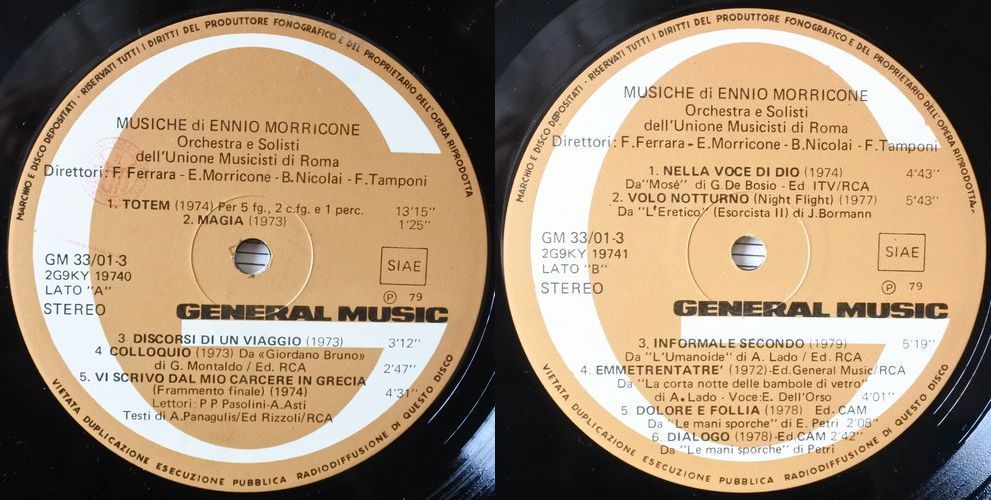 MARCHIO E DISCO DEPOSITATI - RISERVATI TUTTI I DIRITTI DEL PRODUTTORE FONOGRAFICO E DEL PROPRIETARIO DELL'OPERA RIPRODOTTA
MUSICHE di ENNIO MORRICONE
Orchestra e Solisti
dell'Unione Musicisti di Roma
Direttori: F. Ferrara - E.Morricone - B.Nicolai - F.Tamponi
1. TOTEM (1974) Per 5 fg., 2 c.fg. e 1 perc. 13'15''
2. MAGIA (1973) 1'25''
GM 33/01-3
2G9KY 19740
LATO "A"
STEREO
SIAE
P 79
GENERAL MUSIC
3 DISCORSI DI UN VIAGGIO (1973) 3'12''
4 COLLOQUIO (1973) Da «Giordano Bruno»
di G. Montaldo / Ed. RCA 2'47''
5. VI SCRIVO DAL MIO CARCERE IN GRECIA
(Frammento finale) (1974) 4'31''
Lettori: P P Pasolini-A.Asti
Testi di A.Panagulis/Ed Rizzoli/RCA
VIETATA DUPLICAZIONE ESECUZIONE PUBBLICA RADIODIFFUSIONE DI QUESTO DISCO
MARCHIO E DISCO DEPOSITATI - RISERVATI TUTTI I DIRITTI DEL PRODUTTORE FONOGRAFICO E DEL PROPRIETARIO DELL'OPERA RIPRODOTTA
MUSICHE di ENNIO MORRICONE
Orchestra e Solisti
dell'Unione Musicisti di Roma
Direttori: F.Ferrara - E.Morricone - B.Nicolai - F.Tamponi
1. NELLA VOCE DI DIO (1974) 4'43''
Da"Mosé" di G.De Bosio - Ed ITV/RCA
2. VOLO NOTTURNO (Night Flight) (1977) 5'43''
Da "L'Eretico" (Esorcista II) di J.Bormann
GM 33/01-3
2G9KY 19741
LATO "B"
STEREO
SIAE
P 79
GENERAL MUSIC
3. INFORMALE SECONDO (1979) 5'19''
Da "L'Umanoide" di A. Lado / Ed. RCA
4. EMMETRENTATRE' (1972)-Ed.General Music/RCA
Da "La corta notte delle bambole di vetro"
di A. Lado - Voce:E. Dell'Orso 4'01''
5. DOLORE E FOLLIA (1978) Ed. CAM
Da "Le mani sporche" di E. Petri 2'08''
6. DIALOGO (1978)-Ed.CAM 2'42''
Da "Le mani sporche" di Petri
VIETATA DUPLICAZIONE ESECUZIONE PUBBLICA RADIODIFFUSIONE DI QUESTO DISCO